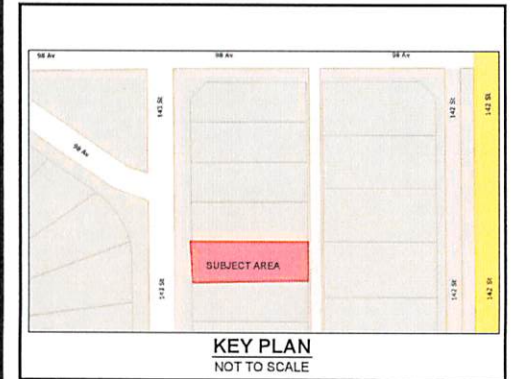 98 Av
98 Av
98 Av
143 St
142 St
142 St
98 Av
SUBJECT AREA
143 St
142 St
142 St
KEY PLAN
NOT TO SCALE